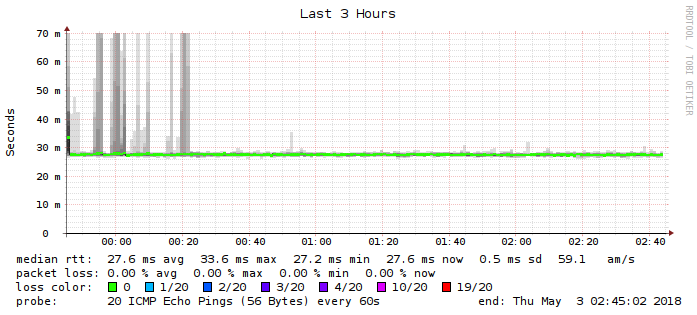 Last 3 Hours
RRDTOOL / TOBI OETIKER
Seconds
70 m
60 m
50 m
40 m
30 m
20 m
10 m
0
00:00 00:20 00:40 01:00 01:20 01:40 02:00 02:20 02:40
median rtt: 27.6 ms avg 33.6 ms max 27.2 ms min 27.6 ms now 0.5 ms sd 59.1 am/s
packet loss: 0.00 % avg 0.00 % max 0.00 % min 0.00 % now
loss color: 0 1/20 2/20 3/20 4/20 10/20 19/20
probe: 20 ICMP Echo Pings (56 Bytes) every 60s end: Thu May 3 02:45:02 2018